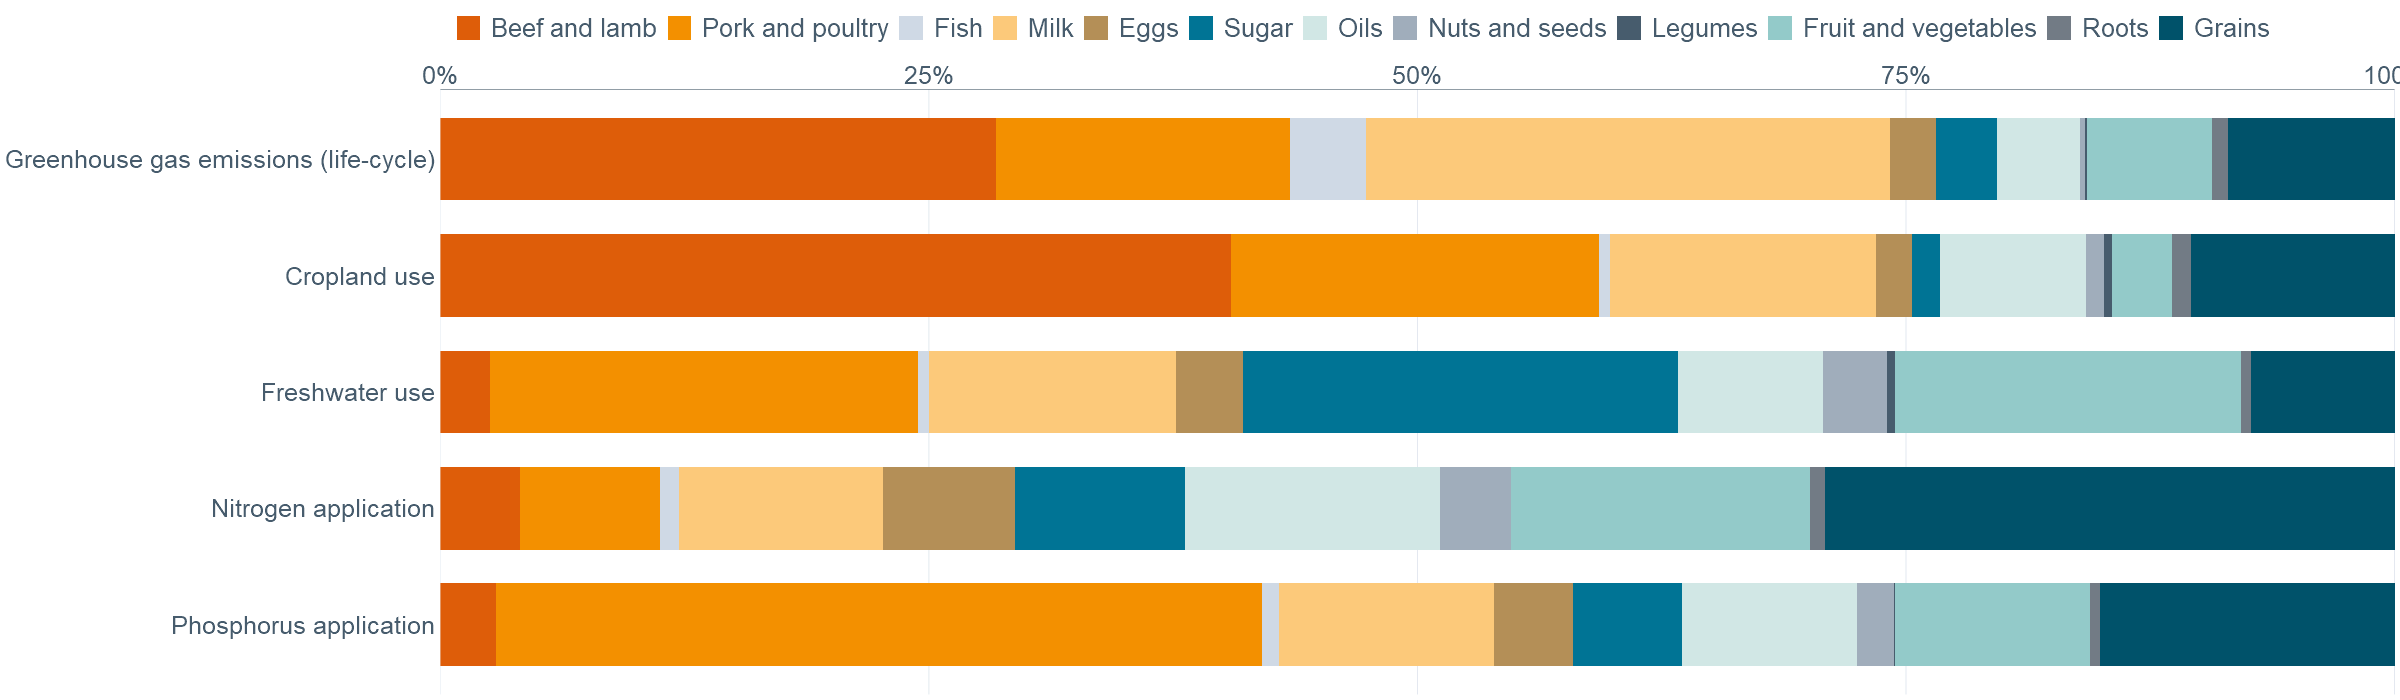 Beef and lamb Pork and poultry Fish Milk Eggs Sugar Oils Nuts and seeds Legumes Fruit and vegetables Roots Grains
0% 25% 50% 75% 100
Greenhouse gas emissions (life-cycle)
Cropland use
Freshwater use
Nitrogen application
Phosphorus application